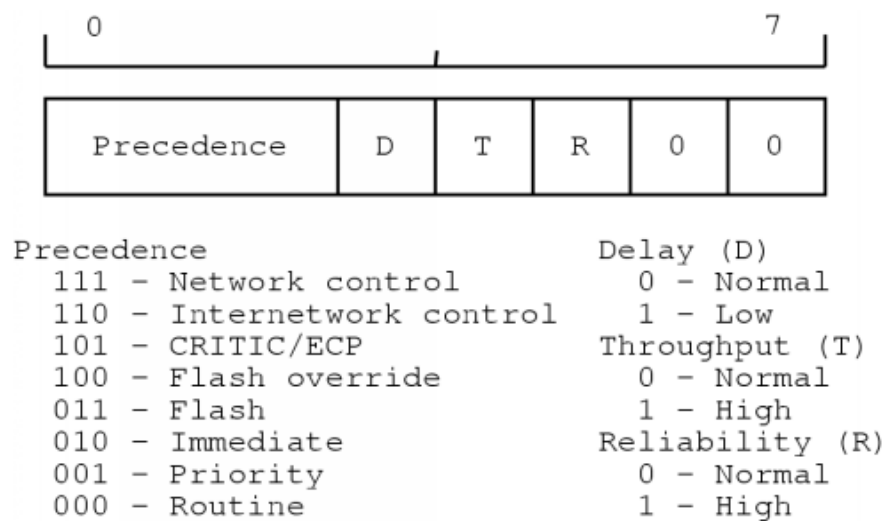 0 7
Precedence D T R 0 0
Precedence Delay (D)
111 – Network control 0 – Normal
110 – Internetwork control 1 – Low
101 – CRITIC/ECP Throughput (T)
100 – Flash override 0 – Normal
011 – Flash 1 – High
010 – Immediate Reliability (R)
001 – Priority 0 – Normal
000 – Routine 1 – High